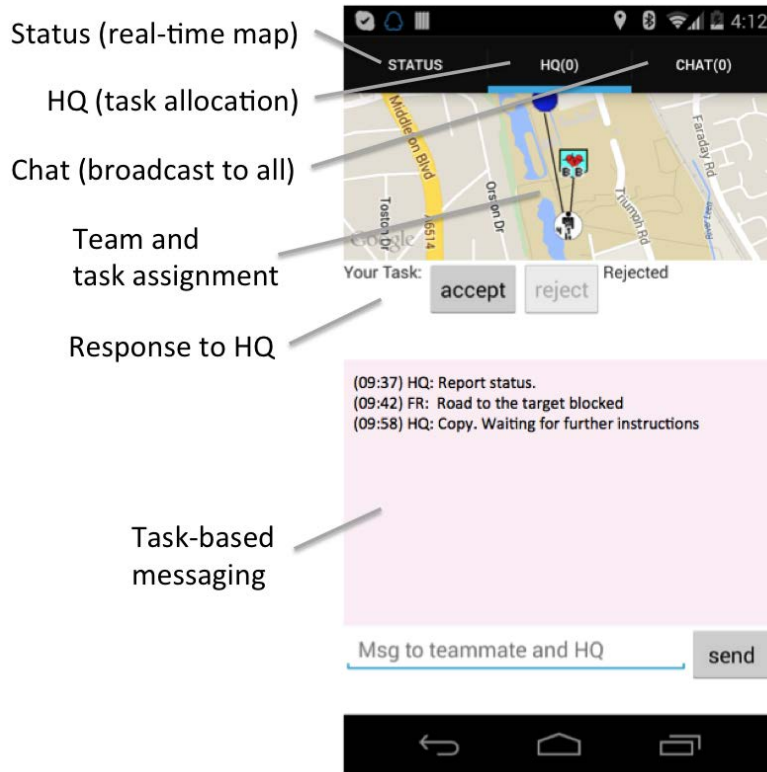 Status (real-time map)
HQ (task allocation)
Chat (broadcast to all)
Team and
task assignment
Response to HQ
Task-based
messaging
4:12
STATUS
HQ(0)
CHAT(0)
Middleton Blvd
Toston Dr
A6514
Orston Dr
Triumph Rd
Faraday Rd
Google
B B
Your Task:
accept
reject
Rejected
(09:37) HQ: Report status.
(09:42) FR: Road to the target blocked
(09:58) HQ: Copy. Waiting for further instructions
Msg to teammate and HQ
send